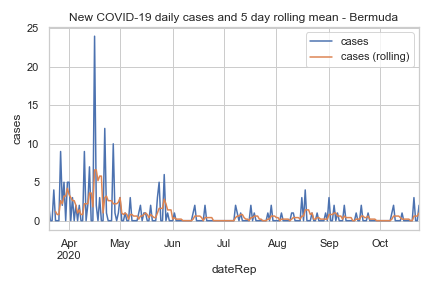 New COVID-19 daily cases and 5 day rolling mean - Bermuda
cases
cases (rolling)
25
20
15
10
5
0
cases
Apr
2020
May
Jun
Jul
Aug
Sep
Oct
dateRep